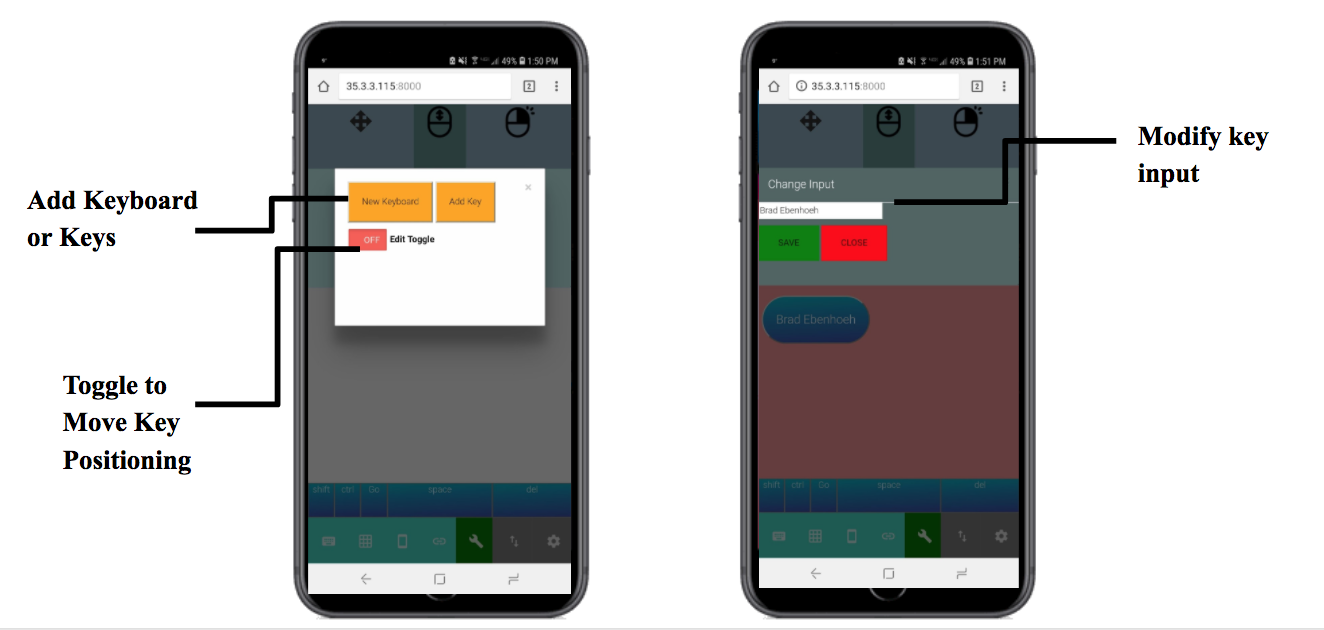 49% 1:50 PM
35.3.3.115:8000
2
New Keyboard
Add Key
×
OFF
Edit Toggle
shift
ctrl
Go
space
del
Add Keyboard
or Keys
Toggle to
Move Key
Positioning
49% 1:51 PM
35.3.3.115:8000
2
Change Input
Brad Ebenhoeh
SAVE
CLOSE
Brad Ebenhoeh
shift
ctrl
Go
space
del
Modify key
input